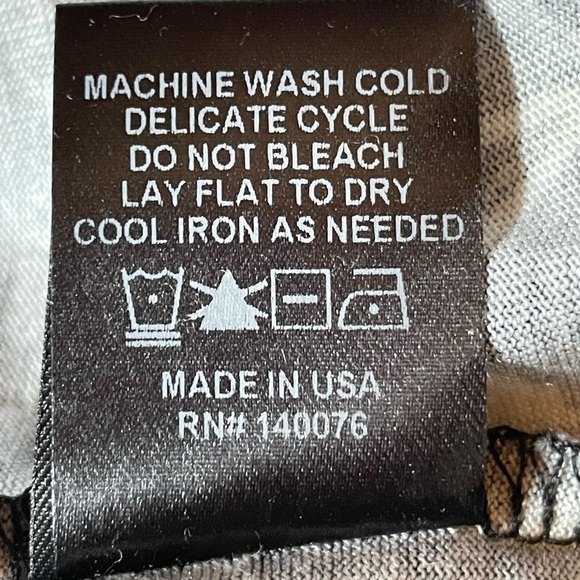 MACHINE WASH COLD
DELICATE CYCLE
DO NOT BLEACH
LAY FLAT TO DRY
COOL IRON AS NEEDED
MADE IN USA
RN# 140076